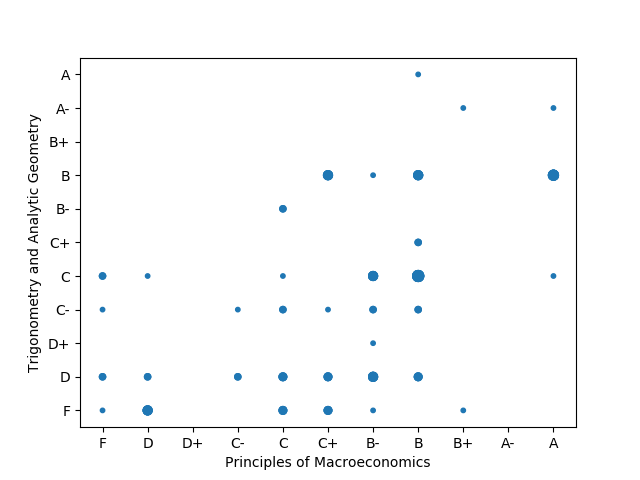 Trigonometry and Analytic Geometry
A
A-
B+
B
B-
C+
C
C-
D+
D
F
F D D+ C- C C+ B- B B+ A- A
Principles of Macroeconomics